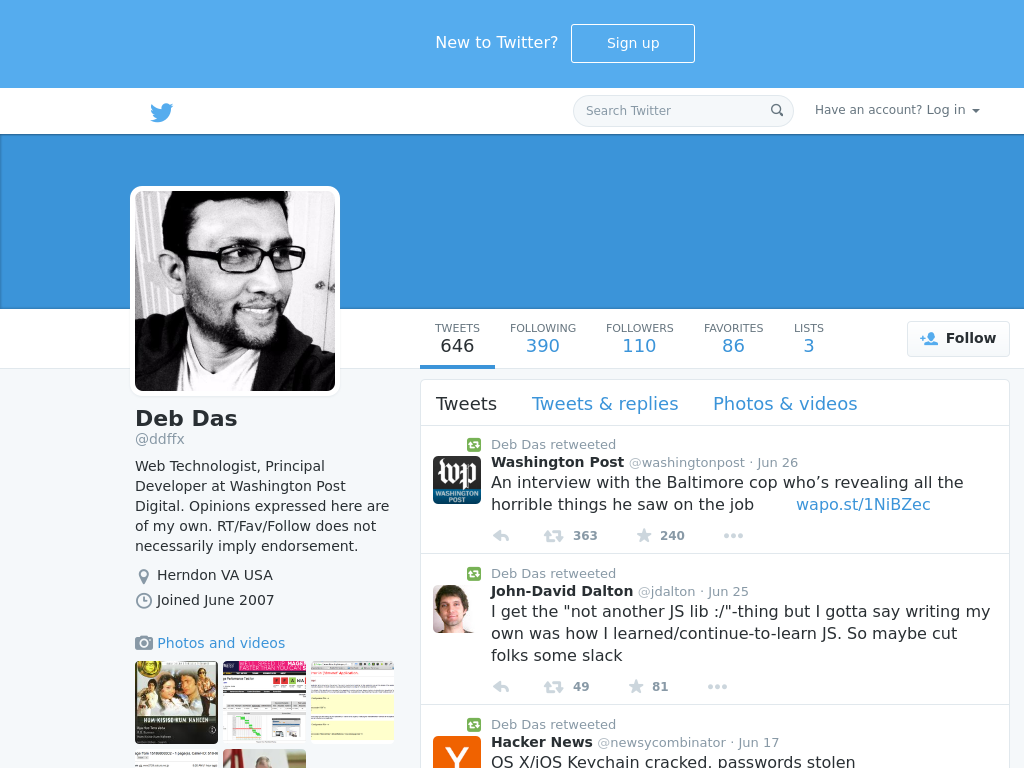 New to Twitter? Sign up
Search Twitter
Have an account? Log in
TWEETS
646
FOLLOWING
390
FOLLOWERS
110
FAVORITES
86
LISTS
3
Follow
Deb Das
@ddffx
Web Technologist, Principal
Developer at Washington Post
Digital. Opinions expressed here are
of my own. RT/Fav/Follow does not
necessarily imply endorsement.
Herndon VA USA
Joined June 2007
Photos and videos
HUM KISISE KUM NAHEEN
Tweets Tweets & replies Photos & videos
Deb Das retweeted
wp
WASHINGTON
POST
Washington Post @washingtonpost · Jun 26
An interview with the Baltimore cop who’s revealing all the
horrible things he saw on the job wapo.st/1NiBZec
363 240
Deb Das retweeted
John-David Dalton @jdalton · Jun 25
I get the "not another JS lib :/"-thing but I gotta say writing my
own was how I learned/continue-to-learn JS. So maybe cut
folks some slack
49 81
Deb Das retweeted
Y
Hacker News @newsycombinator · Jun 17
OS X/iOS Keychain cracked, passwords stolen